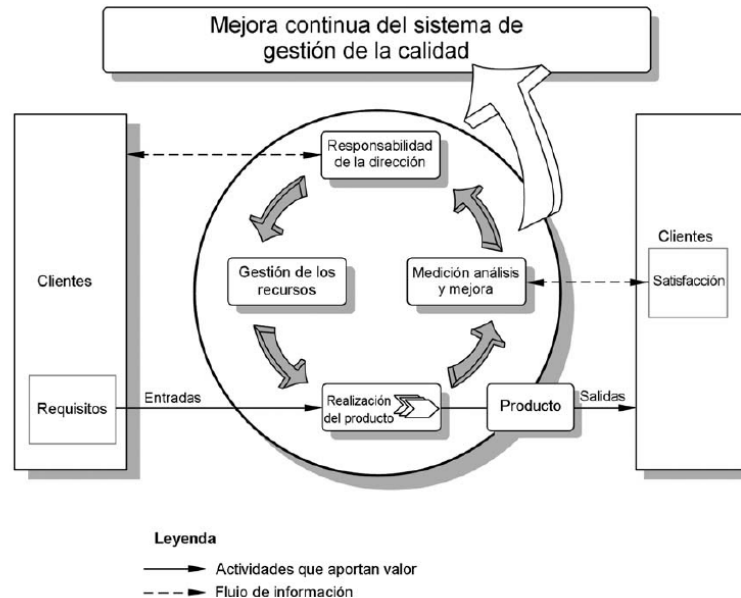 Mejora continua del sistema de
gestión de la calidad
Responsabilidad
de la dirección
Clientes
Gestión de los
recursos
Medición análisis
y mejora
Clientes
Satisfacción
Requisitos
Entradas
Realización
del producto
Producto
Salidas
Leyenda
Actividades que aportan valor
Flujo de información